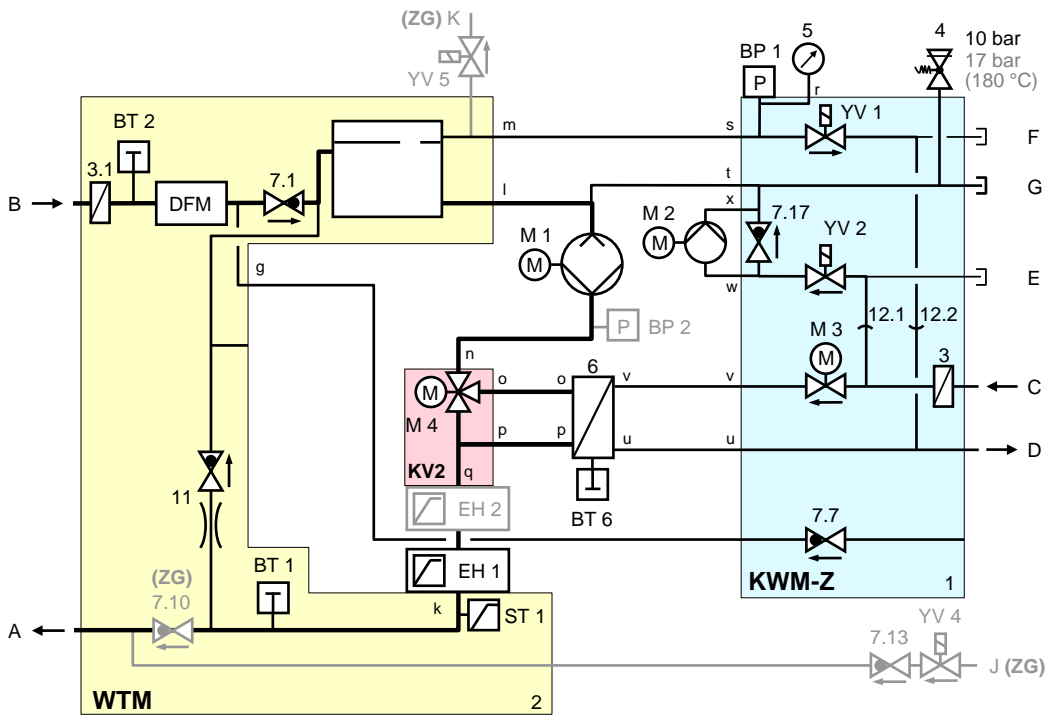 (ZG) K
YV 5
BP 1
P
5
r
4
10 bar
17 bar
(180 °C)
BT 2
3.1
B
DFM
7.1
m
s
YV 1
F
l
t
G
x
M 2
M
7.17
YV 2
M 1
M
g
w
E
P
BP 2
12.1
12.2
M 3
M
n
M
o
o
6
v
v
3
C
M 4
p
p
u
u
D
KV2
q
EH 2
BT 6
11
7.7
EH 1
KWM-Z
1
(ZG)
7.10
BT 1
k
ST 1
A
7.13
YV 4
J (ZG)
WTM
2